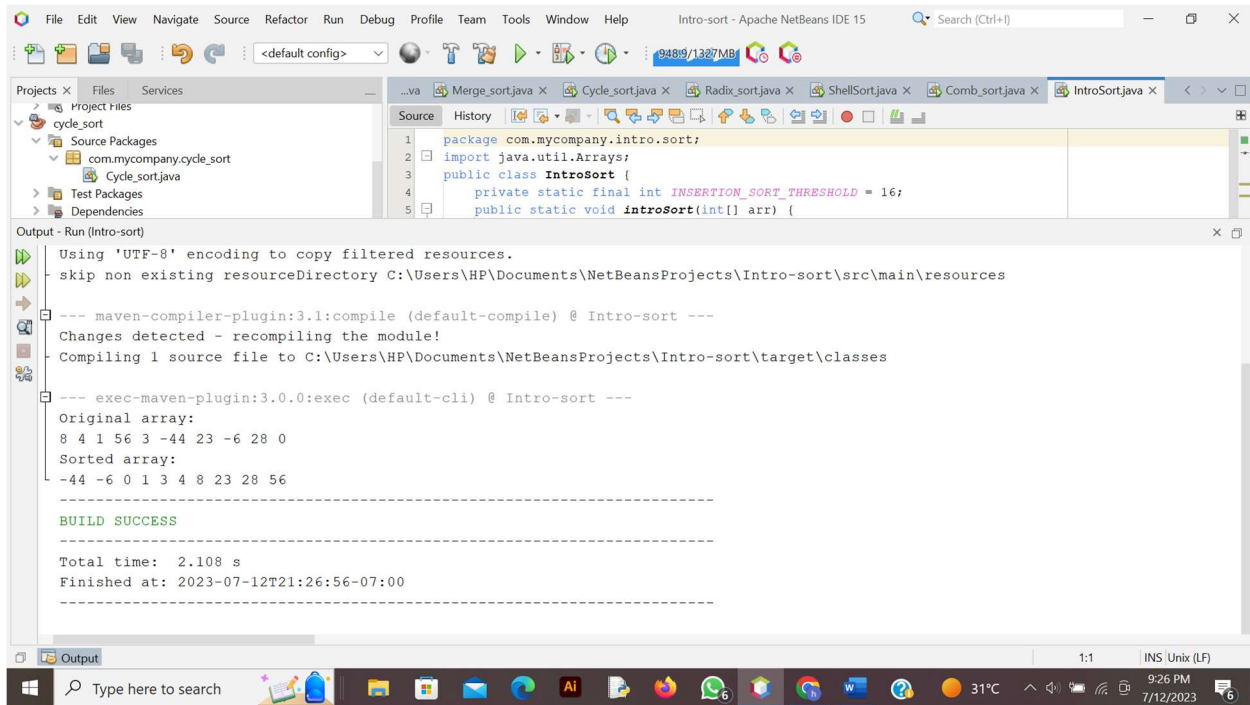 File Edit View Navigate Source Refactor Run Debug Profile Team Tools Window Help Intro-sort - Apache NetBeans IDE 15 Search (Ctrl+I)
<default config> 948.9/1327MB
Projects Files Services
...va Merge_sort.java Cycle_sort.java Radix_sort.java ShellSort.java Comb_sort.java IntroSort.java
Project Files
cycle_sort
Source Packages
com.mycompany.cycle_sort
Cycle_sort.java
Test Packages
Dependencies
Source History
1 package com.mycompany.intro.sort;
2 import java.util.Arrays;
3 public class IntroSort {
4 private static final int INSERTION_SORT_THRESHOLD = 16;
5 public static void introSort(int[] arr) {
Output - Run (Intro-sort)
Using 'UTF-8' encoding to copy filtered resources.
skip non existing resourceDirectory C:\Users\HP\Documents\NetBeansProjects\Intro-sort\src\main\resources
--- maven-compiler-plugin:3.1:compile (default-compile) @ Intro-sort ---
Changes detected - recompiling the module!
Compiling 1 source file to C:\Users\HP\Documents\NetBeansProjects\Intro-sort\target\classes
--- exec-maven-plugin:3.0.0:exec (default-cli) @ Intro-sort ---
Original array:
8 4 1 56 3 -44 23 -6 28 0
Sorted array:
-44 -6 0 1 3 4 8 23 28 56
------------------------------------------------------------------------
BUILD SUCCESS
------------------------------------------------------------------------
Total time: 2.108 s
Finished at: 2023-07-12T21:26:56-07:00
------------------------------------------------------------------------
Output
1:1 INS Unix (LF)
Type here to search
Ai
6
31°C
9:26 PM
7/12/2023
6